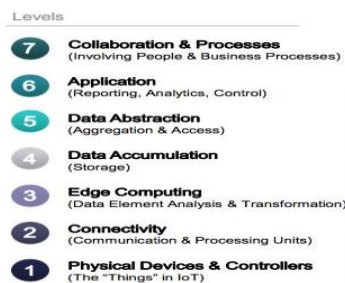 Levels
7 Collaboration & Processes
(Involving People & Business Processes)
6 Application
(Reporting, Analytics, Control)
5 Data Abstraction
(Aggregation & Access)
4 Data Accumulation
(Storage)
3 Edge Computing
(Data Element Analysis & Transformation)
2 Connectivity
(Communication & Processing Units)
1 Physical Devices & Controllers
(The "Things" in IoT)